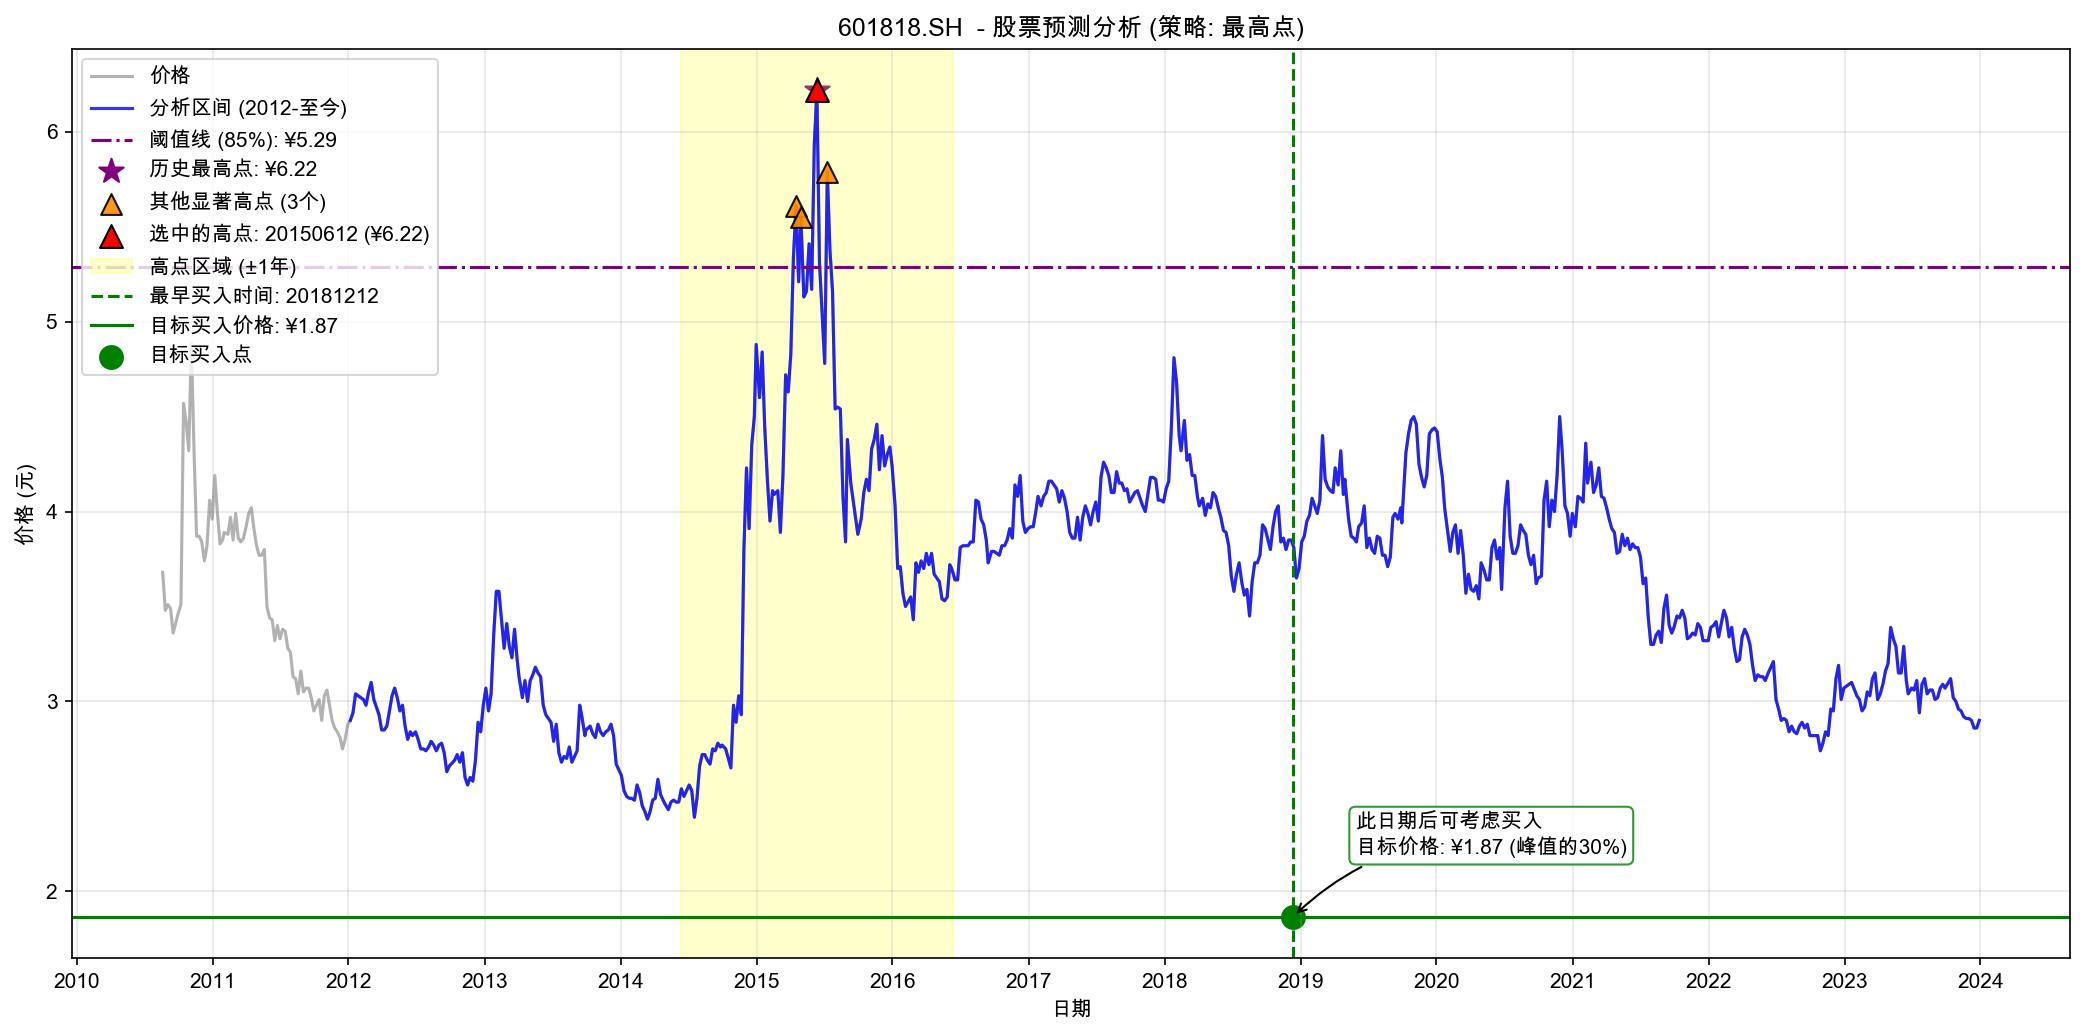 601818.SH - 股票预测分析 (策略: 最高点)
价格
分析区间 (2012-至今)
阈值线 (85%): ¥5.29
历史最高点: ¥6.22
其他显著高点 (3个)
选中的高点: 20150612 (¥6.22)
高点区域 (±1年)
最早买入时间: 20181212
目标买入价格: ¥1.87
目标买入点
价格 (元)
6
5
4
3
2
此日期后可考虑买入
目标价格: ¥1.87 (峰值的30%)
2010 2011 2012 2013 2014 2015 2016 2017 2018 2019 2020 2021 2022 2023 2024
日期